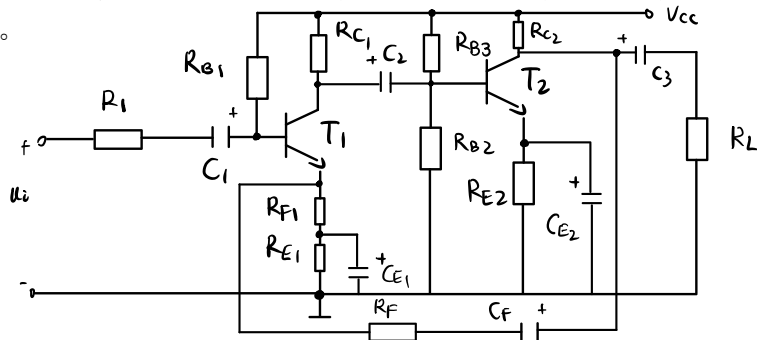 Vcc
RC1
C2
RB3
RC2
+
+
C3
RB1
R1
+
T1
T2
RL
+
C1
RB2
ui
RF1
RE1
+
CE1
RE2
+
CE2
-
RF
CF
+